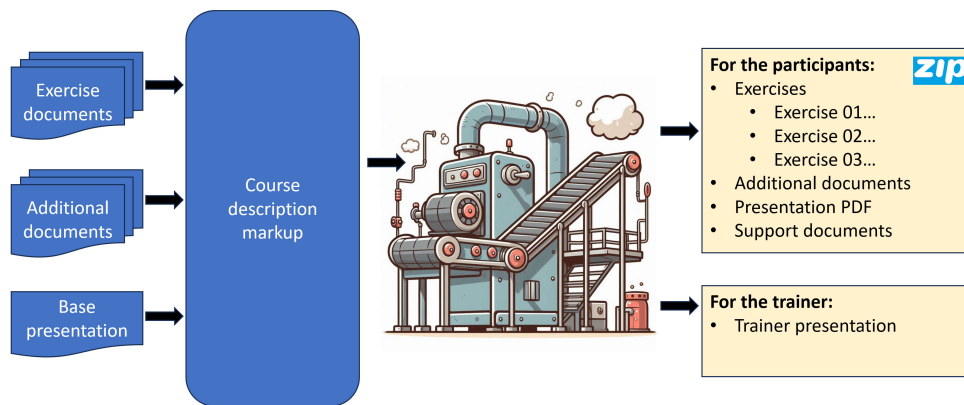 Exercise
documents
Additional
documents
Base
presentation
Course
description
markup
For the participants:
zip
• Exercises
• Exercise 01...
• Exercise 02...
• Exercise 03...
• Additional documents
• Presentation PDF
• Support documents
For the trainer:
• Trainer presentation